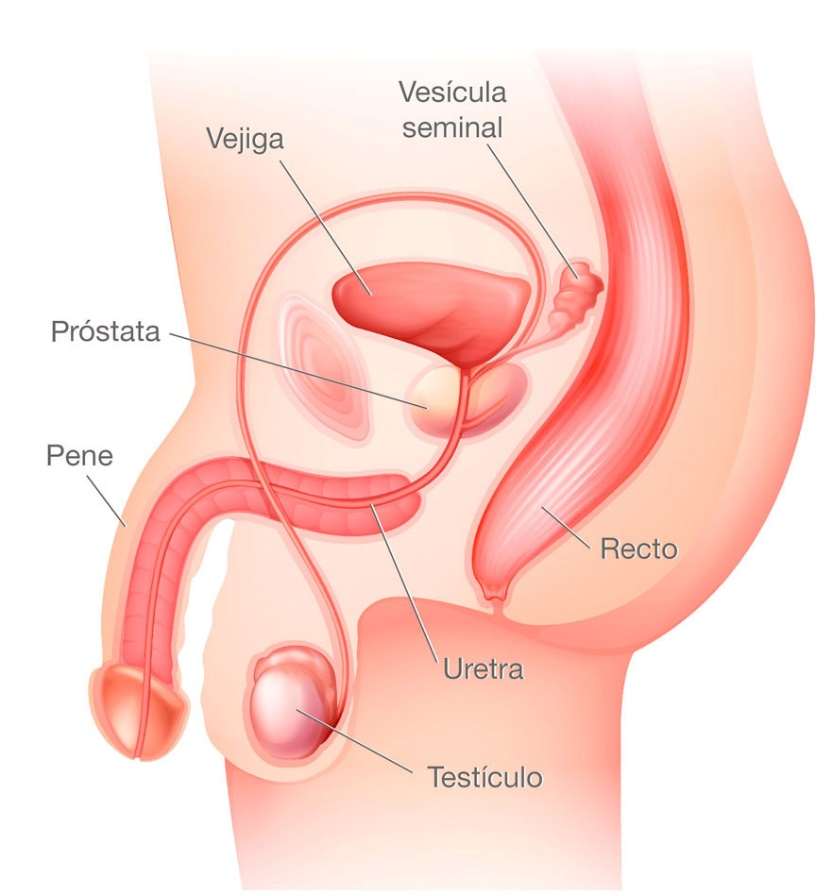 Vesícula
seminal
Vejiga
Próstata
Pene
Recto
Uretra
Testículo